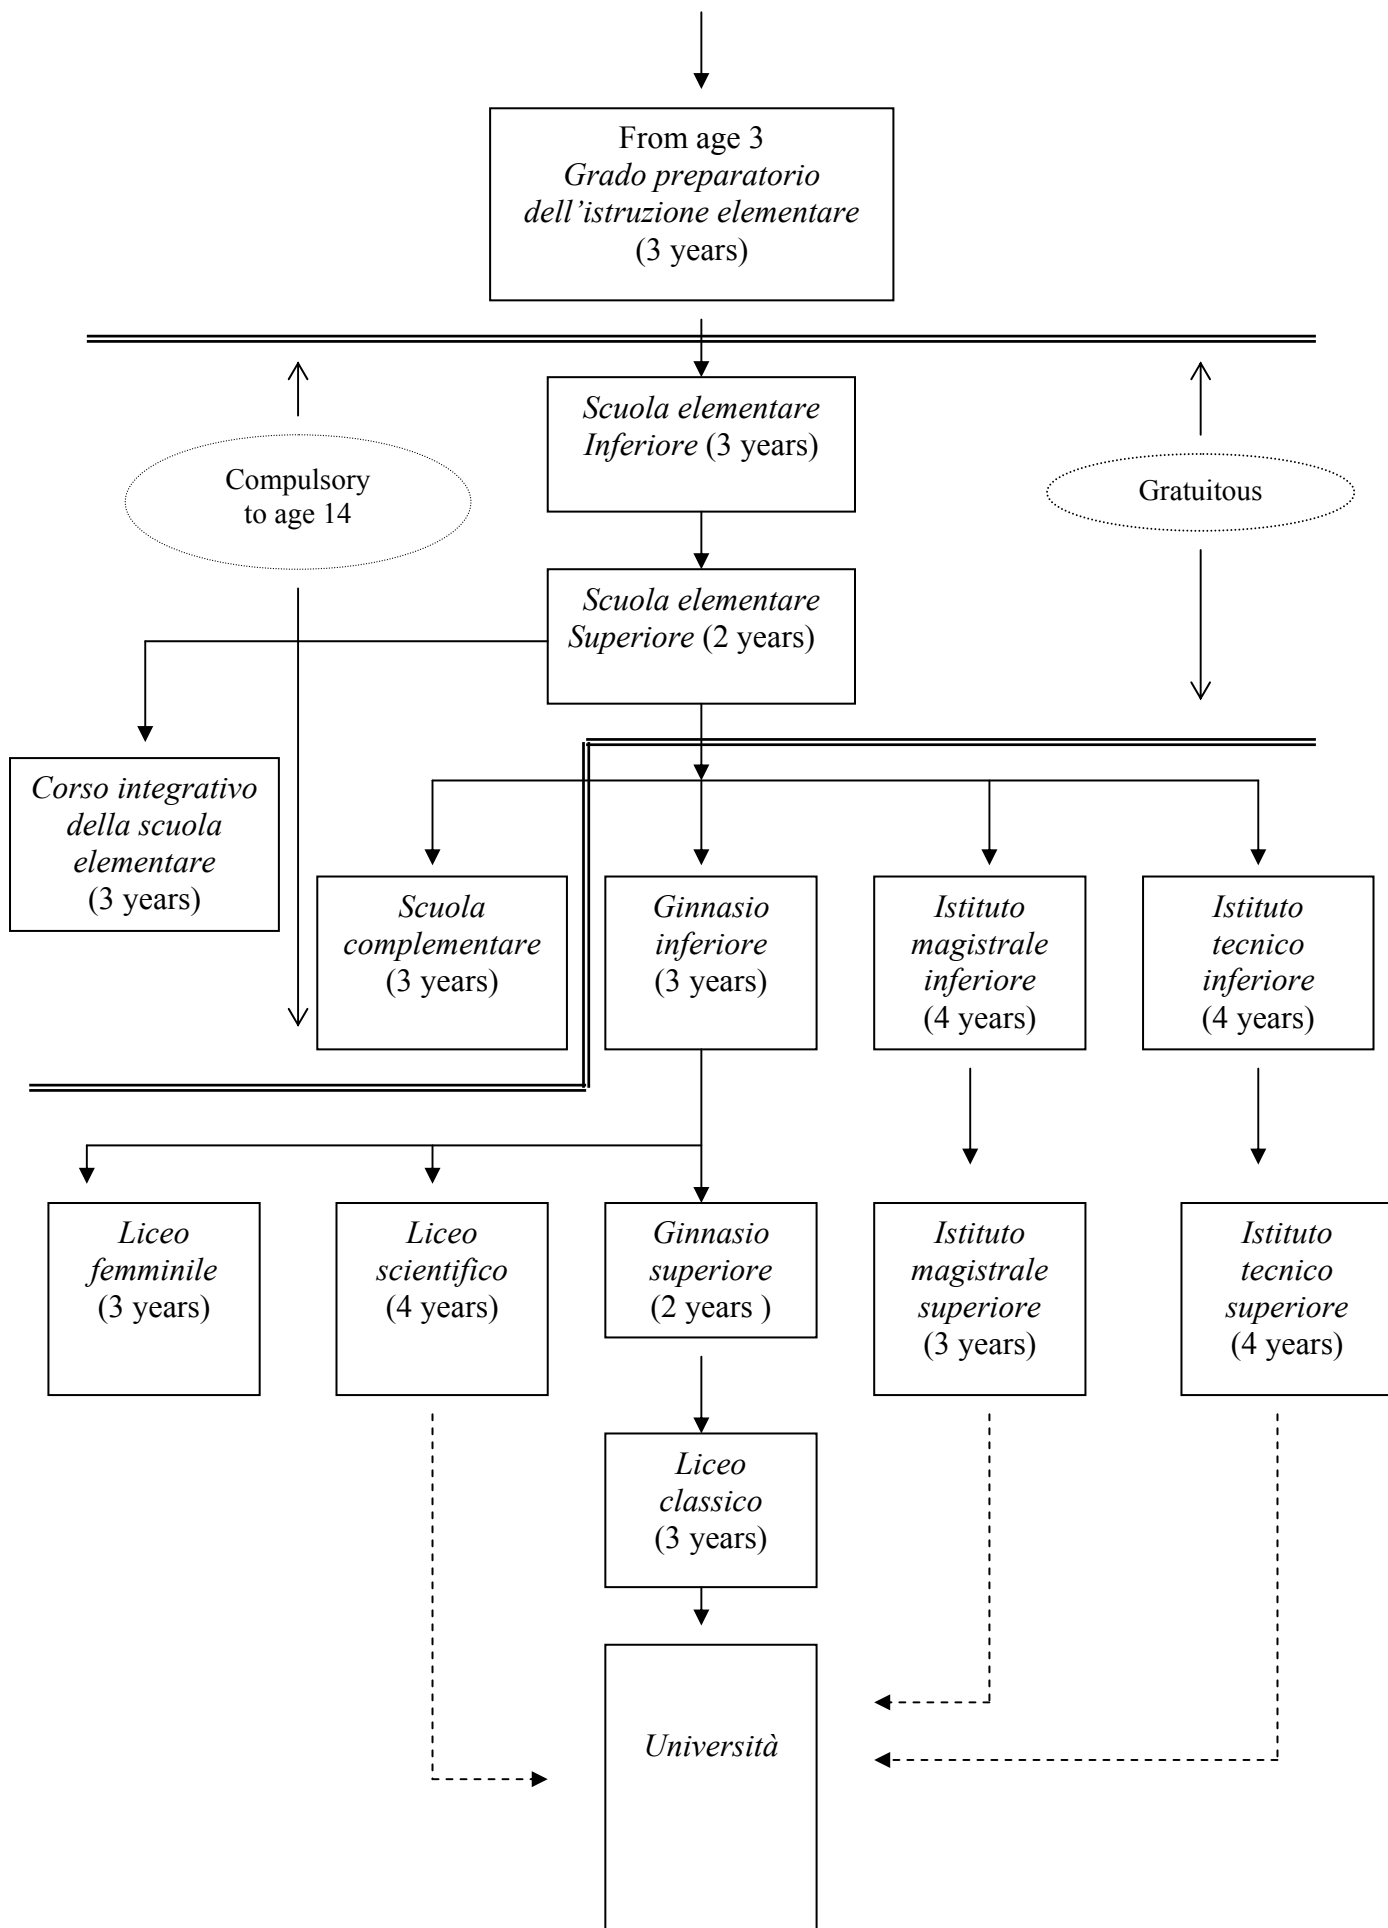 From age 3
Grado preparatorio
dell’istruzione elementare
(3 years)
Scuola elementare
Inferiore (3 years)
Compulsory
to age 14
Gratuitous
Scuola elementare
Superiore (2 years)
Corso integrativo
della scuola
elementare
(3 years)
Scuola
complementare
(3 years)
Ginnasio
inferiore
(3 years)
Istituto
magistrale
inferiore
(4 years)
Istituto
tecnico
inferiore
(4 years)
Liceo
femminile
(3 years)
Liceo
scientifico
(4 years)
Ginnasio
superiore
(2 years )
Istituto
magistrale
superiore
(3 years)
Istituto
tecnico
superiore
(4 years)
Liceo
classico
(3 years)
Università